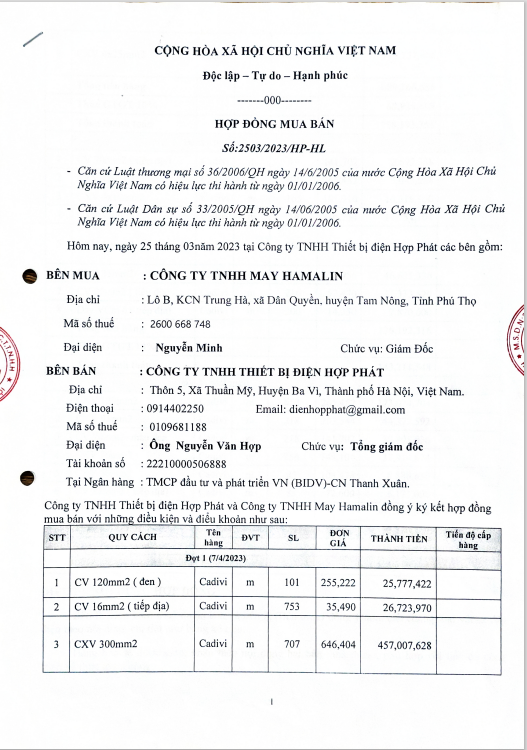 CỘNG HÒA XÃ HỘI CHỦ NGHĨA VIỆT NAM
Độc lập – Tự do – Hạnh phúc
-------000--------
HỢP ĐỒNG MUA BÁN
Số:2503/2023/HP-HL
- Căn cứ Luật thương mại số 36/2006/QH ngày 14/6/2005 của nước Cộng Hòa Xã Hội Chủ
Nghĩa Việt Nam có hiệu lực thi hành từ ngày 01/01/2006.
- Căn cứ Luật Dân sự số 33/2005/QH ngày 14/06/2005 của nước Cộng Hòa Xã Hội Chủ
Nghĩa Việt Nam có hiệu lực thi hành từ ngày 01/01/2006.
Hôm nay, ngày 25 tháng 03năm 2023 tại Công ty TNHH Thiết bị điện Hợp Phát các bên gồm:
BÊN MUA : CÔNG TY TNHH MAY HAMALIN
Địa chỉ : Lô B, KCN Trung Hà, xã Dân Quyền, huyện Tam Nông, Tỉnh Phú Thọ
Mã số thuế : 2600 668 748
Đại diện : Nguyễn Minh Chức vụ: Giám Đốc
BÊN BÁN : CÔNG TY TNHH THIẾT BỊ ĐIỆN HỢP PHÁT
Địa chỉ : Thôn 5, Xã Thuần Mỹ, Huyện Ba Vì, Thành phố Hà Nội, Việt Nam.
Điện thoại : 0914402250 Email: dienhopphat@gmail.com
Mã số thuế : 0109681188
Đại diện : Ông Nguyễn Văn Hợp Chức vụ: Tổng giám đốc
Tài khoản số : 22210000506888
Tại Ngân hàng : TMCP đầu tư và phát triển VN (BIDV)-CN Thanh Xuân.
Công ty TNHH Thiết bị điện Hợp Phát và Công ty TNHH May Hamalin đồng ý ký kết hợp đồng
mua bán với những điều kiện và điều khoản như sau:
STT QUY CÁCH Tên hàng ĐVT SL ĐƠN GIÁ THÀNH TIỀN Tiến độ cấp hàng
Đợt 1 (7/4/2023)
1 CV 120mm2 ( đen ) Cadivi m 101 255,222 25,777,422
2 CV 16mm2 ( tiếp địa) Cadivi m 753 35,490 26,723,970
3 CXV 300mm2 Cadivi m 707 646,404 457,007,628
1